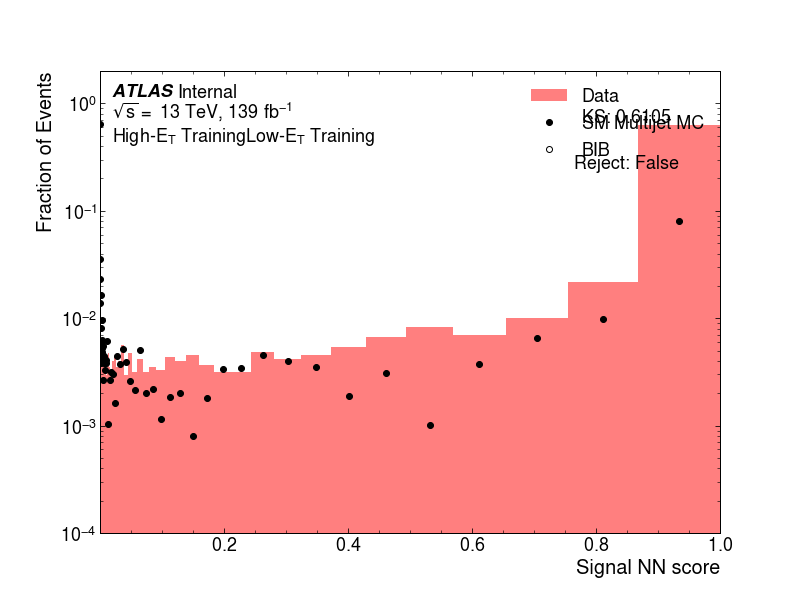 ATLAS Internal
√s = 13 TeV, 139 fb⁻¹
High-E_T TrainingLow-E_T Training
Data
KS: 0.6105
SM Multijet MC
BIB
Reject: False
Fraction of Events
10⁰
10⁻¹
10⁻²
10⁻³
10⁻⁴
0.2 0.4 0.6 0.8 1.0
Signal NN score